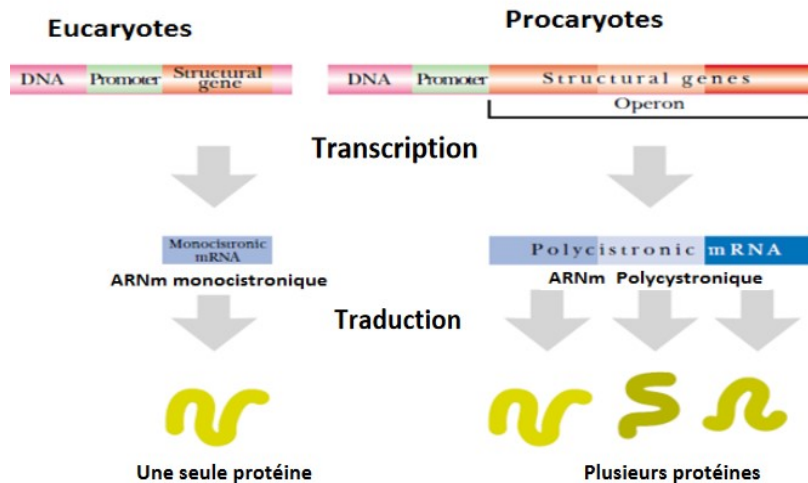 Eucaryotes
Procaryotes
DNA Promoter Structural gene
DNA Promoter Structural genes
Operon
Transcription
Monocistronic
mRNA
Polycistronic mRNA
ARNm monocistronique
ARNm Polycystronique
Traduction
Une seule protéine
Plusieurs protéines